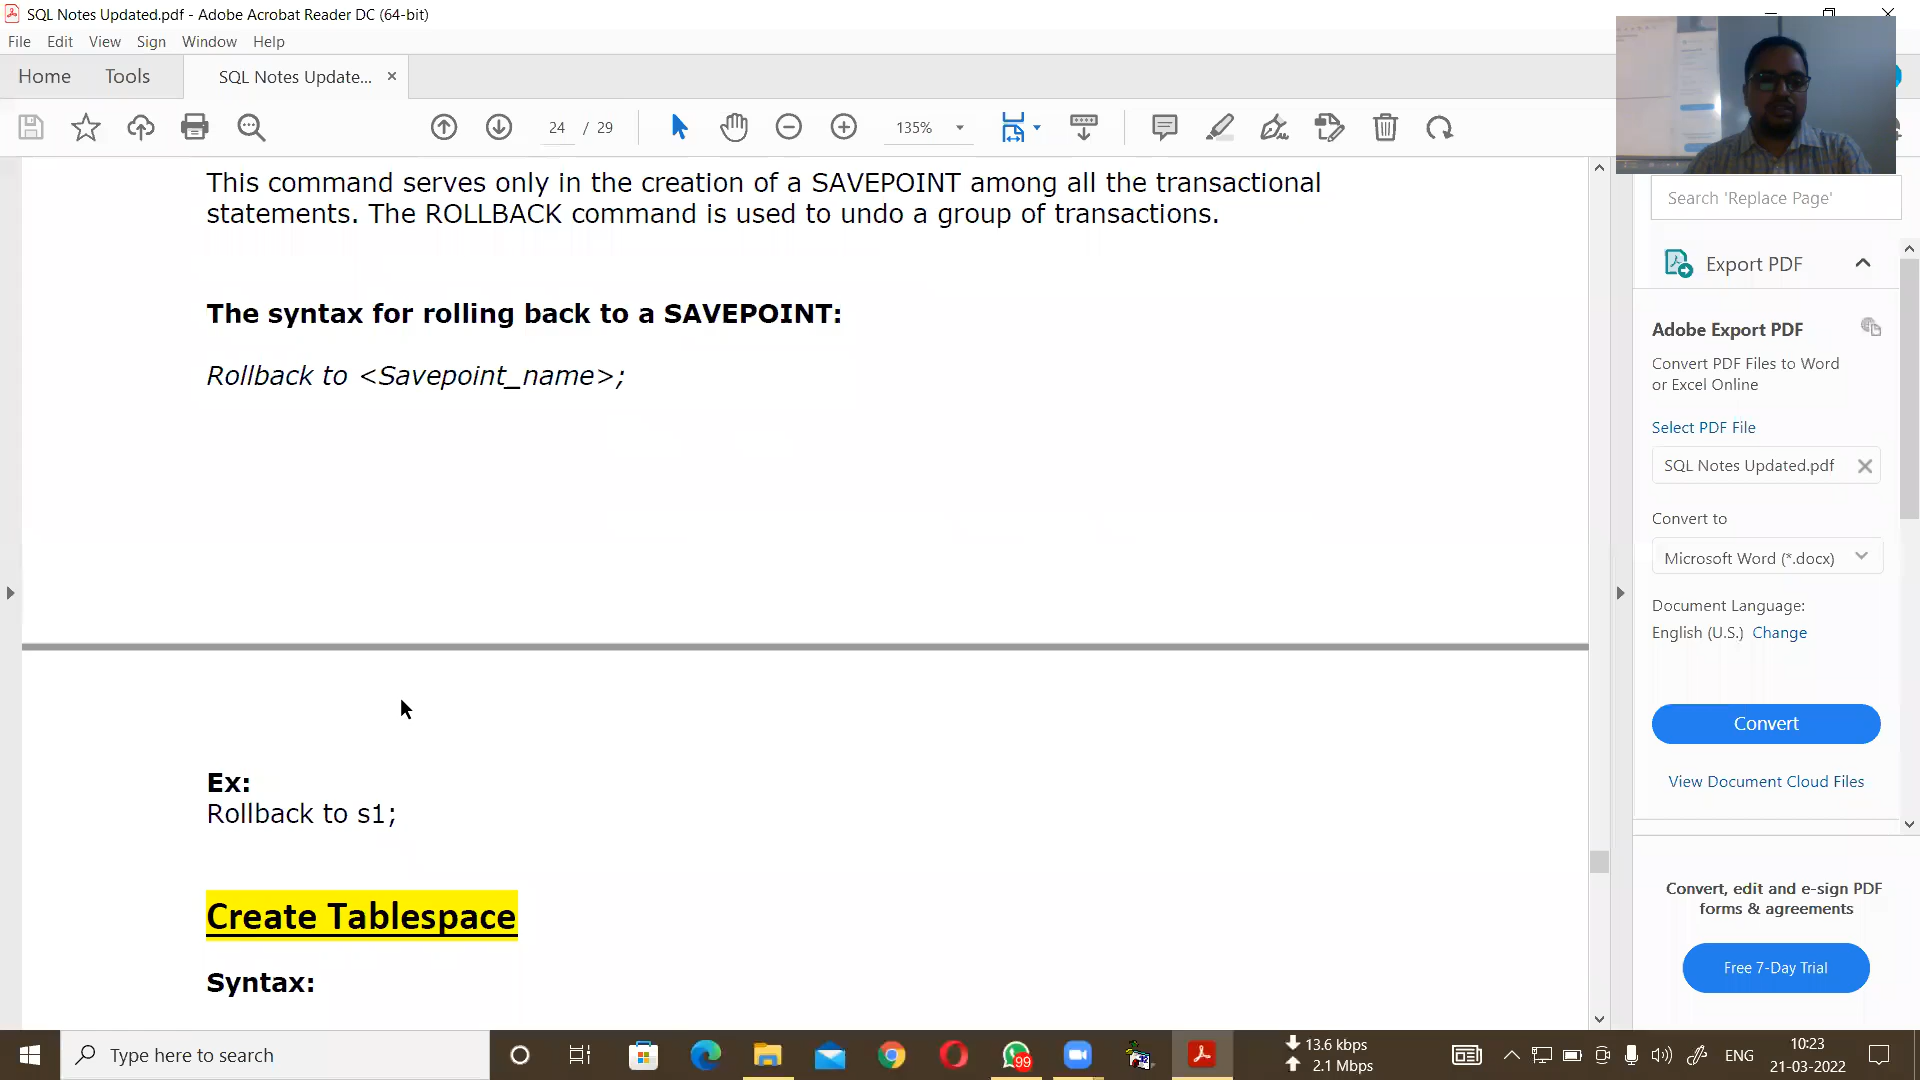 SQL Notes Updated.pdf - Adobe Acrobat Reader DC (64-bit)
File Edit View Sign Window Help
Home Tools SQL Notes Update... ×
24 / 29 135%
This command serves only in the creation of a SAVEPOINT among all the transactional
statements. The ROLLBACK command is used to undo a group of transactions.
The syntax for rolling back to a SAVEPOINT:
Rollback to <Savepoint_name>;
Ex:
Rollback to s1;
Create Tablespace
Syntax:
Search 'Replace Page'
Export PDF
Adobe Export PDF
Convert PDF Files to Word
or Excel Online
Select PDF File
SQL Notes Updated.pdf
Convert to
Microsoft Word (*.docx)
Document Language:
English (U.S.) Change
Convert
View Document Cloud Files
Convert, edit and e-sign PDF
forms & agreements
Free 7-Day Trial
Type here to search
99
32
13.6 kbps
2.1 Mbps
ENG
10:23
21-03-2022